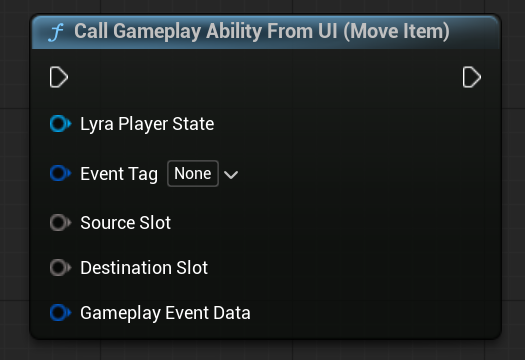 f Call Gameplay Ability From UI (Move Item)
Lyra Player State
Event Tag None
Source Slot
Destination Slot
Gameplay Event Data